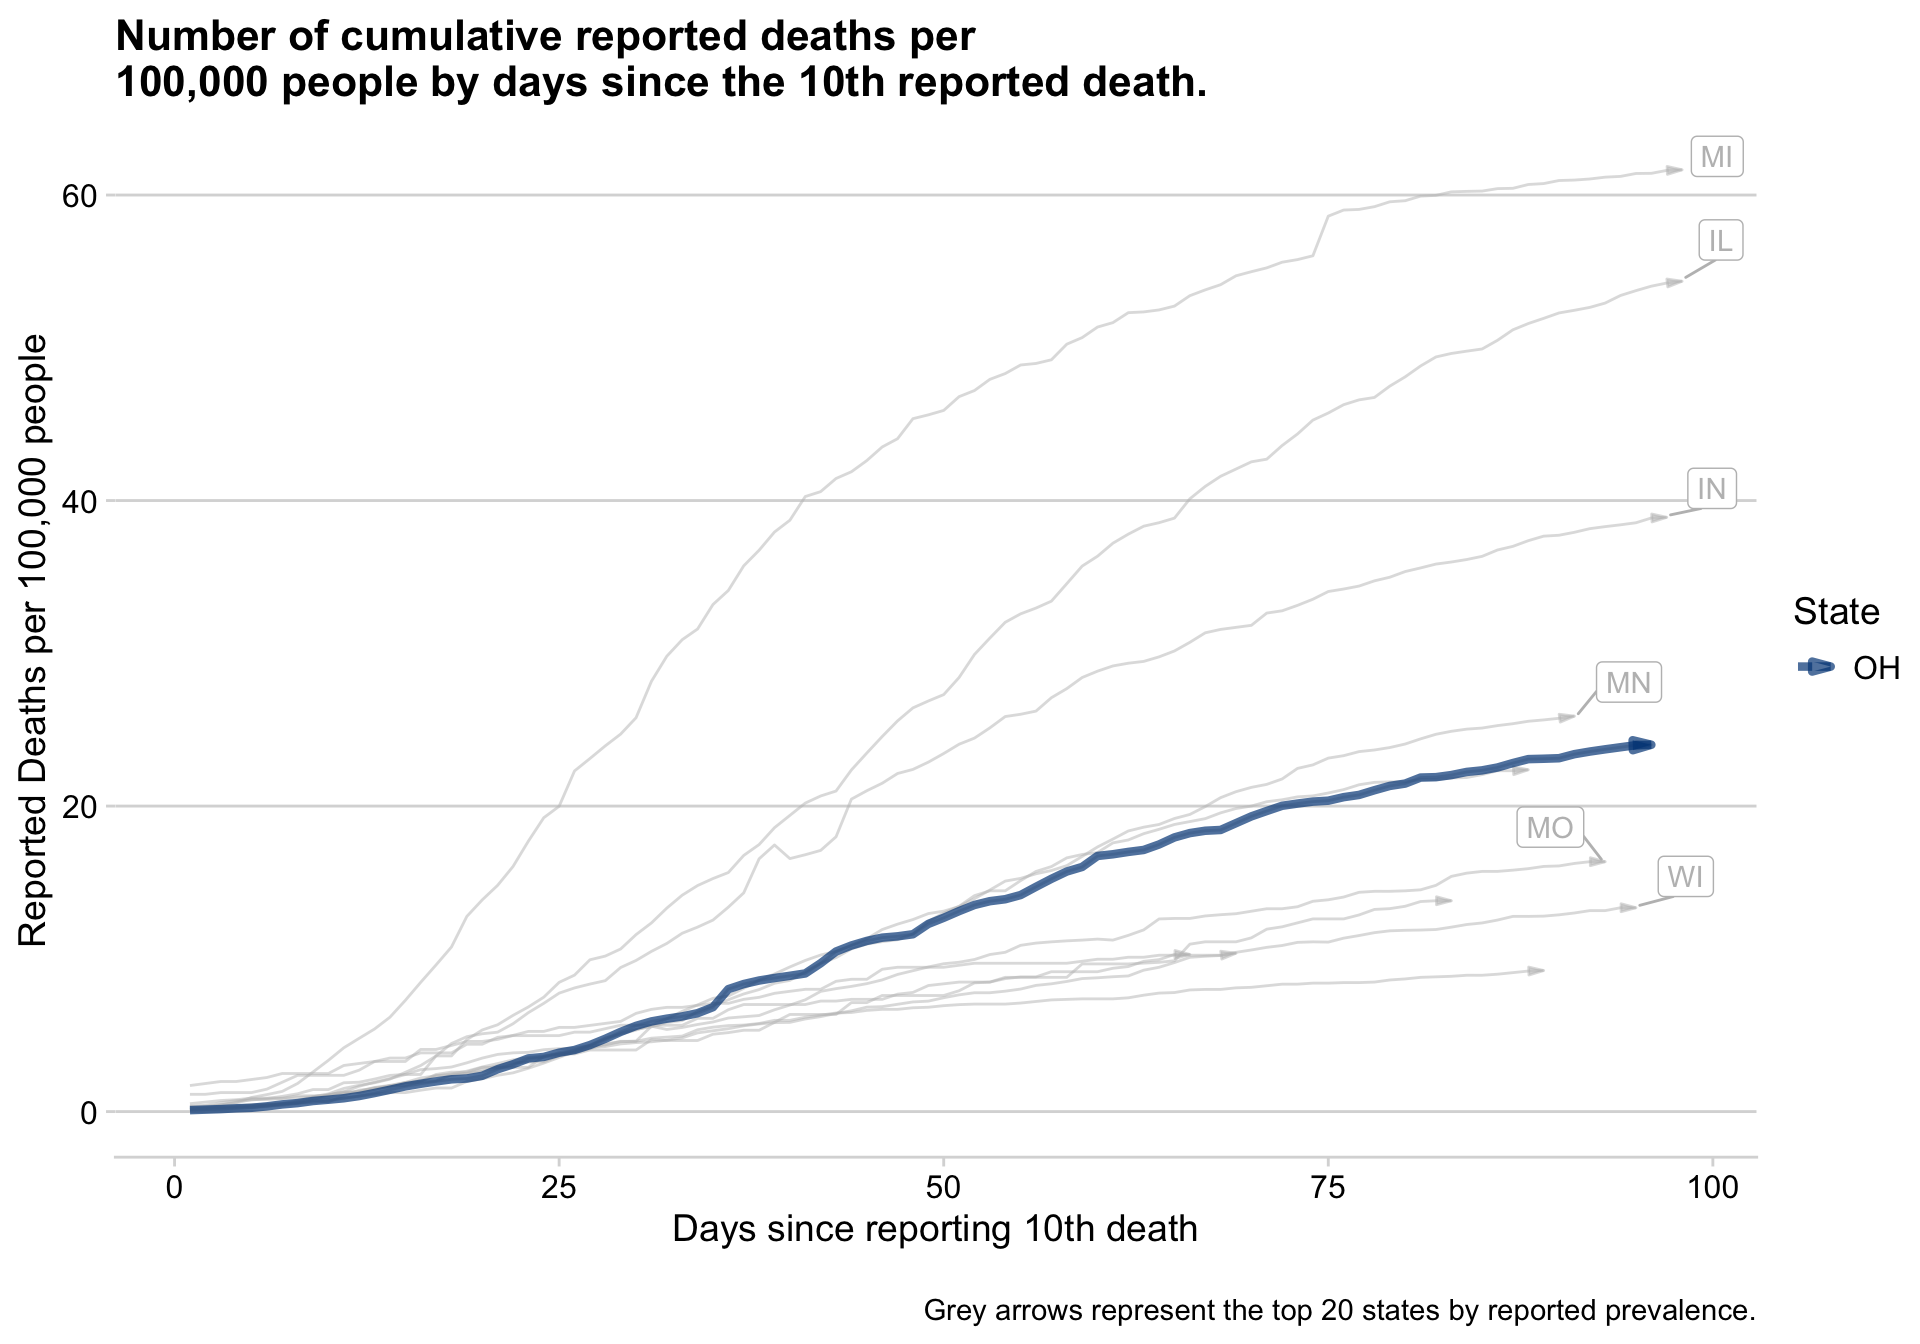 Number of cumulative reported deaths per
100,000 people by days since the 10th reported death.
Reported Deaths per 100,000 people
60
40
20
0
MI
IL
IN
MN
MO
WI
State
OH
0
25
50
75
100
Days since reporting 10th death
Grey arrows represent the top 20 states by reported prevalence.